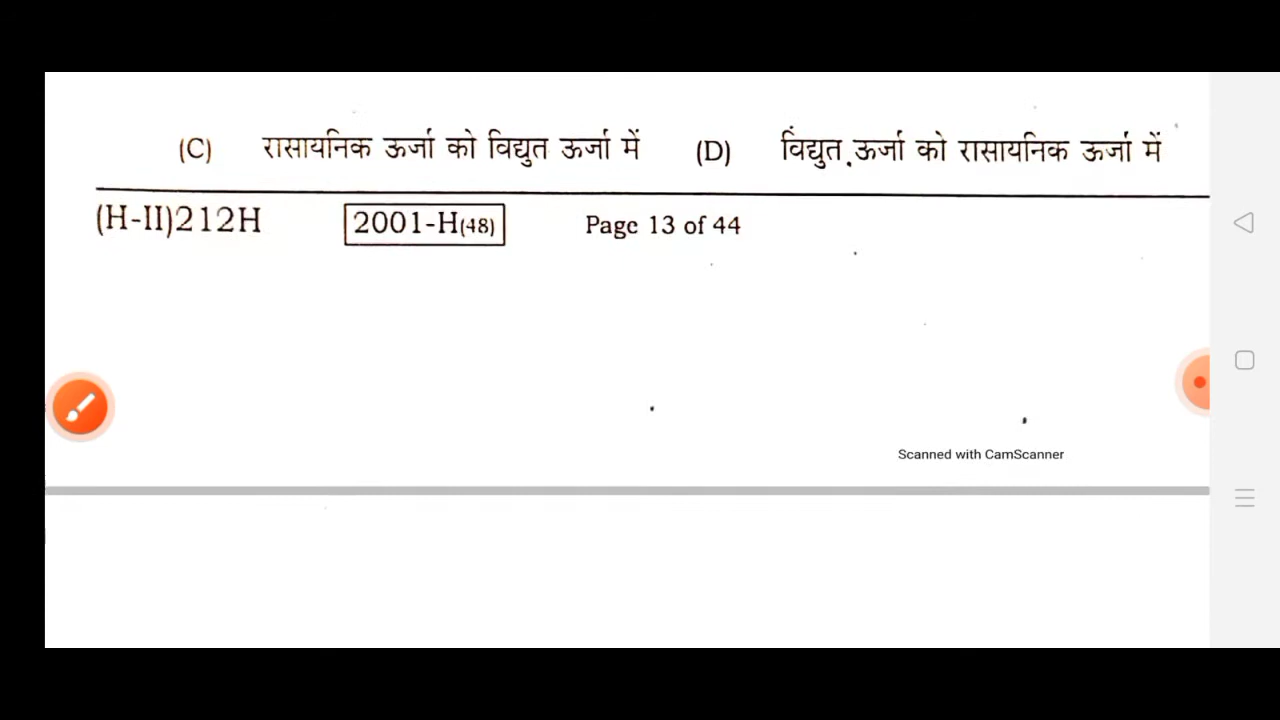 (C) रासायनिक ऊर्जा को विद्युत ऊर्जा में (D) विद्युत ऊर्जा को रासायनिक ऊर्जा में
(H-II)212H 2001-H(48) Page 13 of 44
Scanned with CamScanner